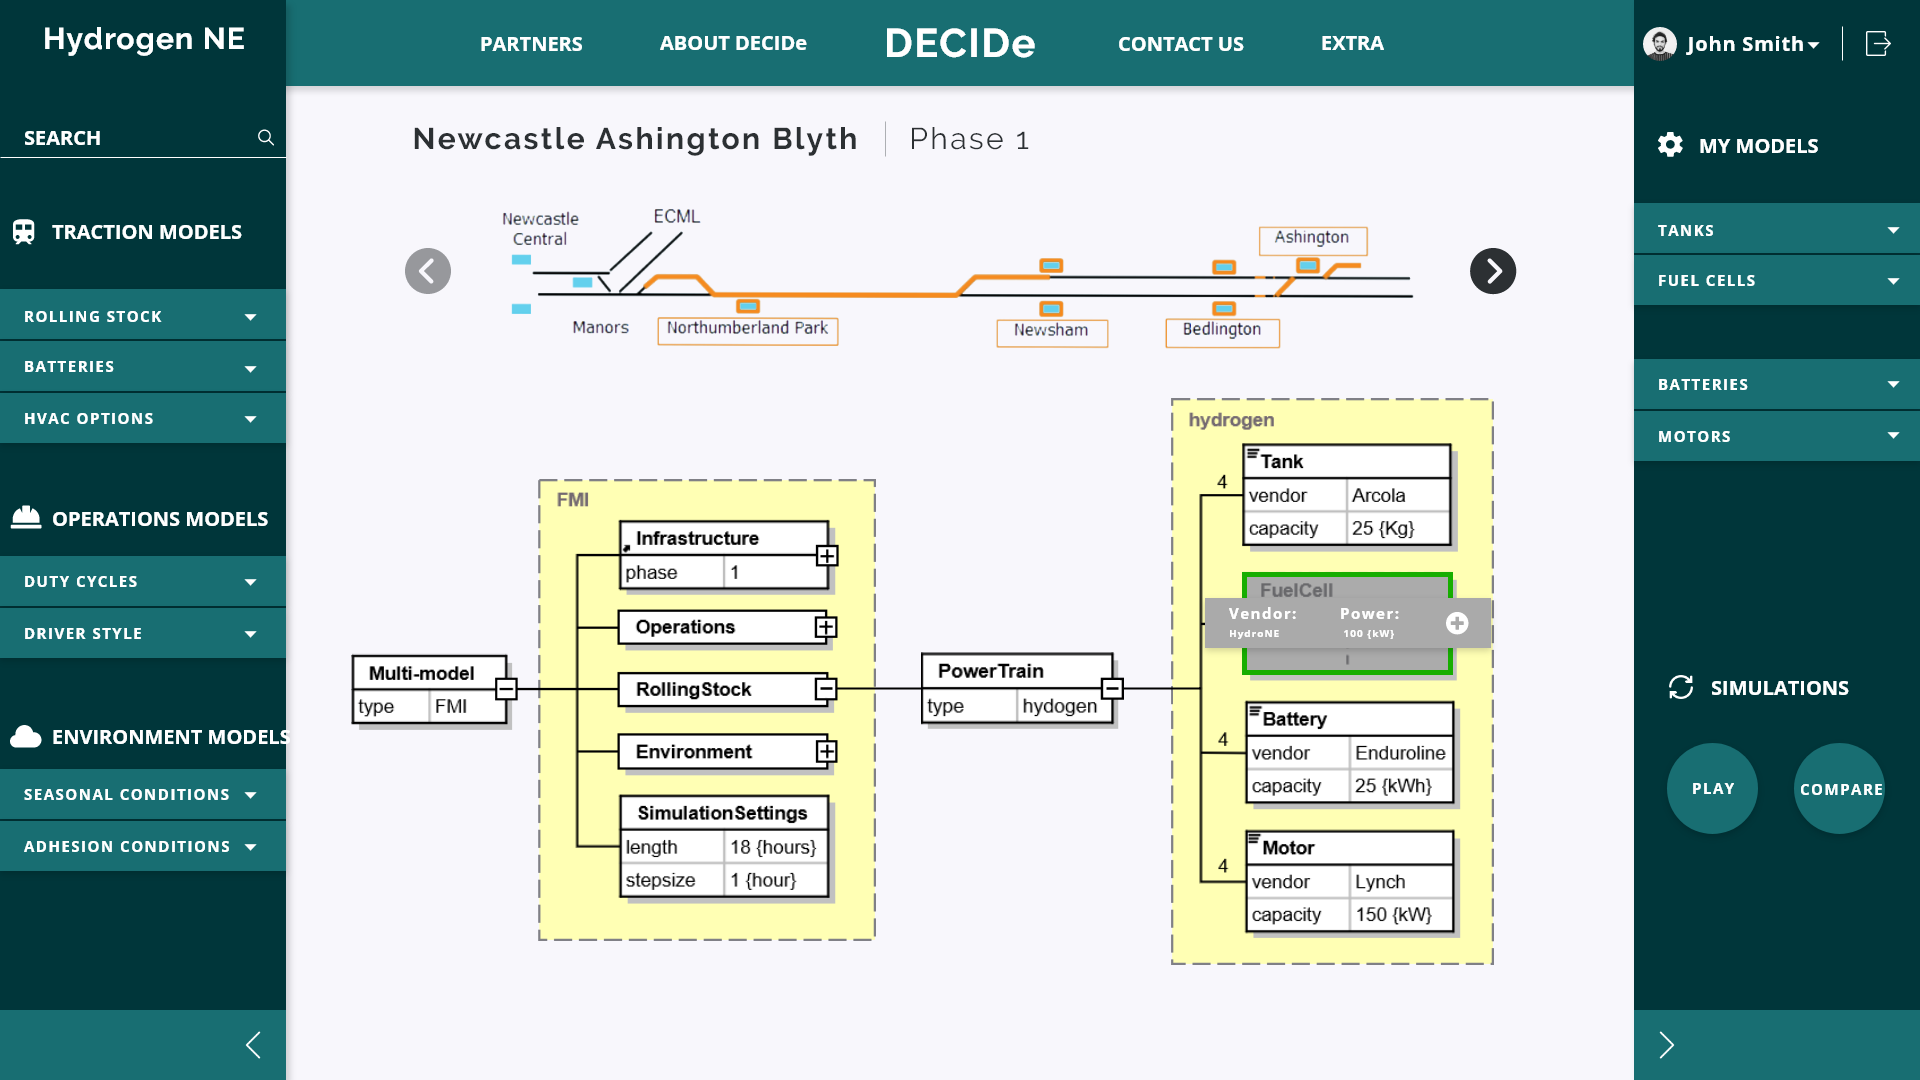 Hydrogen NE
SEARCH
TRACTION MODELS
ROLLING STOCK
BATTERIES
HVAC OPTIONS
OPERATIONS MODELS
DUTY CYCLES
DRIVER STYLE
ENVIRONMENT MODELS
SEASONAL CONDITIONS
ADHESION CONDITIONS
PARTNERS
ABOUT DECIDe
DECIDe
CONTACT US
EXTRA
Newcastle Ashington Blyth
Phase 1
Newcastle
Central
ECML
Manors
Northumberland Park
Newsham
Bedlington
Ashington
Multi-model
type FMI
FMI
Infrastructure
phase 1
Operations
RollingStock
Environment
SimulationSettings
length 18 {hours}
stepsize 1 {hour}
PowerTrain
type hydogen
hydrogen
4
Tank
vendor Arcola
capacity 25 {Kg}
FuelCell
Vendor: Power:
HydroNE 100 {kW}
4
Battery
vendor Enduroline
capacity 25 {kWh}
4
Motor
vendor Lynch
capacity 150 {kW}
John Smith
MY MODELS
TANKS
FUEL CELLS
BATTERIES
MOTORS
SIMULATIONS
PLAY
COMPARE